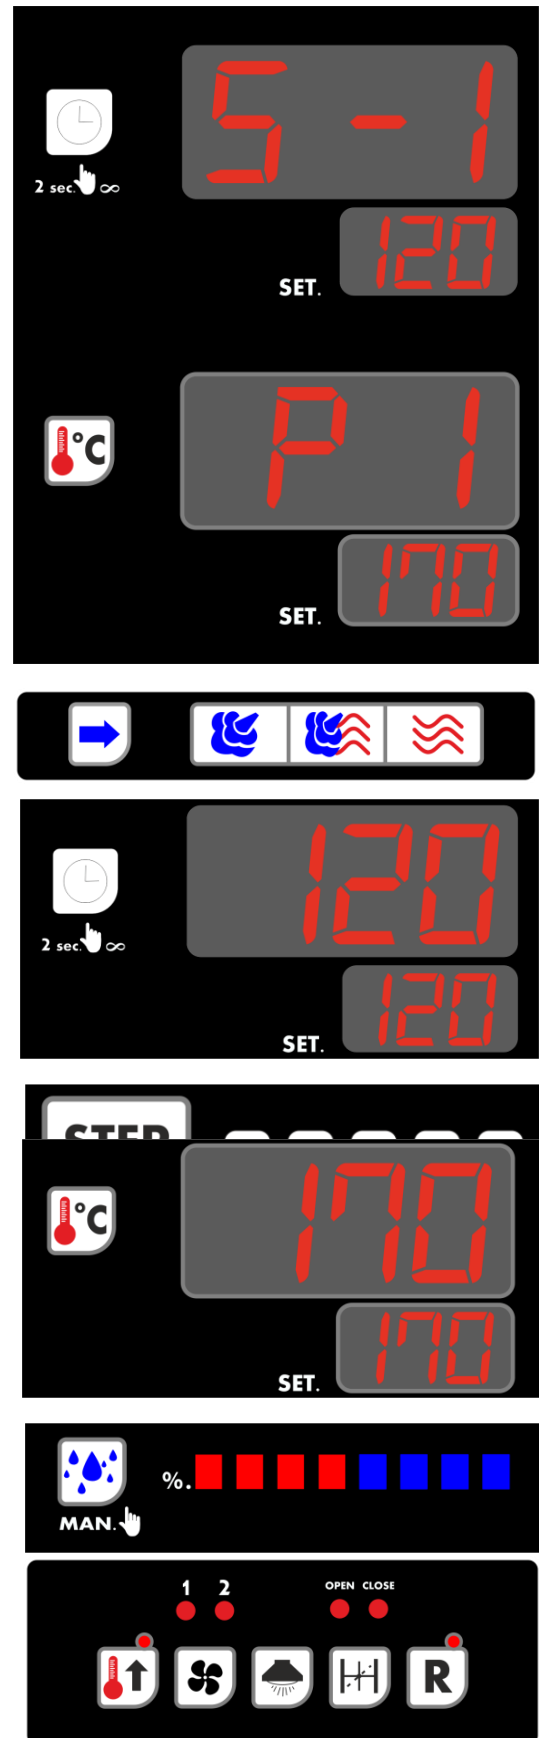 S-1
2 sec. ∞
120
SET.
P 1
°C
170
SET.
120
2 sec. ∞
120
SET.
STEP
170
°C
170
SET.
%.
MAN.
1 2 OPEN CLOSE
R